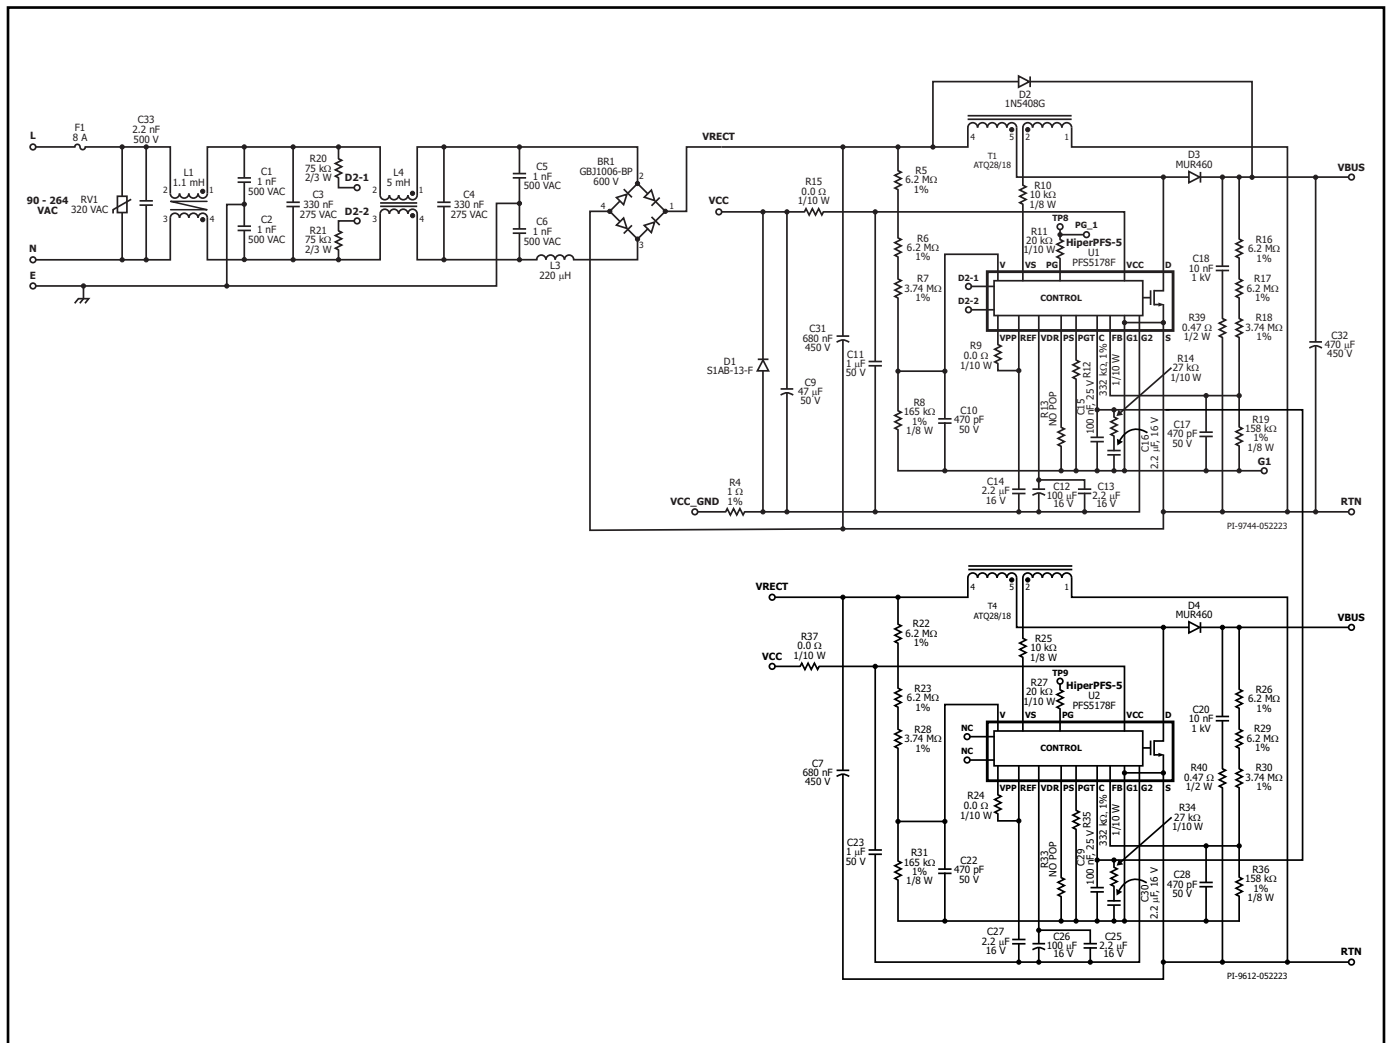 D2
1N5408G
4
5
2
1
T1
ATQ28/18
L
F1
8 A
C33
2.2 nF
500 V
L1
1.1 mH
2
1
3
4
90 - 264
VAC
RV1
320 VAC
C1
1 nF
500 VAC
C2
1 nF
500 VAC
R20
75 kΩ
2/3 W
D2-1
C3
330 nF
275 VAC
D2-2
R21
75 kΩ
2/3 W
L4
5 mH
2
1
3
4
C4
330 nF
275 VAC
C5
1 nF
500 VAC
C6
1 nF
500 VAC
L3
220 µH
BR1
GBJ1006-BP
600 V
2
4
1
3
N
E
VRECT
VCC
R15
0.0 Ω
1/10 W
R5
6.2 MΩ
1%
R6
6.2 MΩ
1%
R7
3.74 MΩ
1%
R10
10 kΩ
1/8 W
TP8
PG_1
R11
20 kΩ
1/10 W
HiperPFS-5
U1
PFS5178F
D3
MUR460
VBUS
V
VS
PG
VCC
D
D2-1
D2-2
CONTROL
VPP
REF
VDR
PS
PGT
C
FB
G1
G2
S
R9
0.0 Ω
1/10 W
C18
10 nF
1 kV
R39
0.47 Ω
1/2 W
R16
6.2 MΩ
1%
R17
6.2 MΩ
1%
R18
3.74 MΩ
1%
C32
470 µF
450 V
D1
S1AB-13-F
C9
47 µF
50 V
C31
680 nF
450 V
C11
1 µF
50 V
R8
165 kΩ
1%
1/8 W
C10
470 pF
50 V
R13
NO POP
C15
100 nF, 25 V
R12
332 kΩ, 1%
1/10 W
R14
27 kΩ
1/10 W
C16
2.2 µF, 16 V
C17
470 pF
50 V
R19
158 kΩ
1%
1/8 W
G1
VCC_GND
R4
1 Ω
1%
C14
2.2 µF
16 V
C12
100 µF
16 V
C13
2.2 µF
16 V
RTN
PI-9744-052223
VRECT
4
5
2
1
T4
ATQ28/18
VCC
R37
0.0 Ω
1/10 W
R22
6.2 MΩ
1%
R23
6.2 MΩ
1%
R28
3.74 MΩ
1%
R25
10 kΩ
1/8 W
TP9
R27
20 kΩ
1/10 W
HiperPFS-5
U2
PFS5178F
D4
MUR460
VBUS
V
VS
PG
VCC
D
NC
NC
CONTROL
VPP
REF
VDR
PS
PGT
C
FB
G1
G2
S
R24
0.0 Ω
1/10 W
C20
10 nF
1 kV
R40
0.47 Ω
1/2 W
R26
6.2 MΩ
1%
R29
6.2 MΩ
1%
R30
3.74 MΩ
1%
C7
680 nF
450 V
C23
1 µF
50 V
R31
165 kΩ
1%
1/8 W
C22
470 pF
50 V
R33
NO POP
C29
100 nF, 25 V
R35
332 kΩ, 1%
1/10 W
R34
27 kΩ
1/10 W
C30
2.2 µF, 16 V
C28
470 pF
50 V
R36
158 kΩ
1%
1/8 W
C27
2.2 µF
16 V
C26
100 µF
16 V
C25
2.2 µF
16 V
RTN
PI-9612-052223